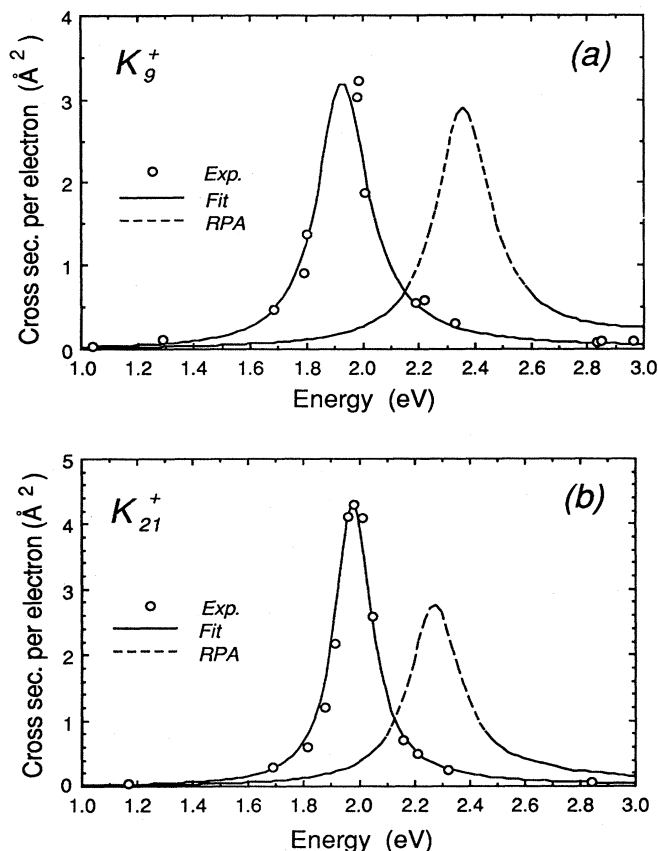 4
3
2
1
0
Cross sec. per electron (Å²)
K₉⁺
(a)
Exp.
Fit
RPA
1.0 1.2 1.4 1.6 1.8 2.0 2.2 2.4 2.6 2.8 3.0
Energy (eV)
5
4
3
2
1
0
Cross sec. per electron (Å²)
K₂₁⁺
(b)
Exp.
Fit
RPA
1.0 1.2 1.4 1.6 1.8 2.0 2.2 2.4 2.6 2.8 3.0
Energy (eV)